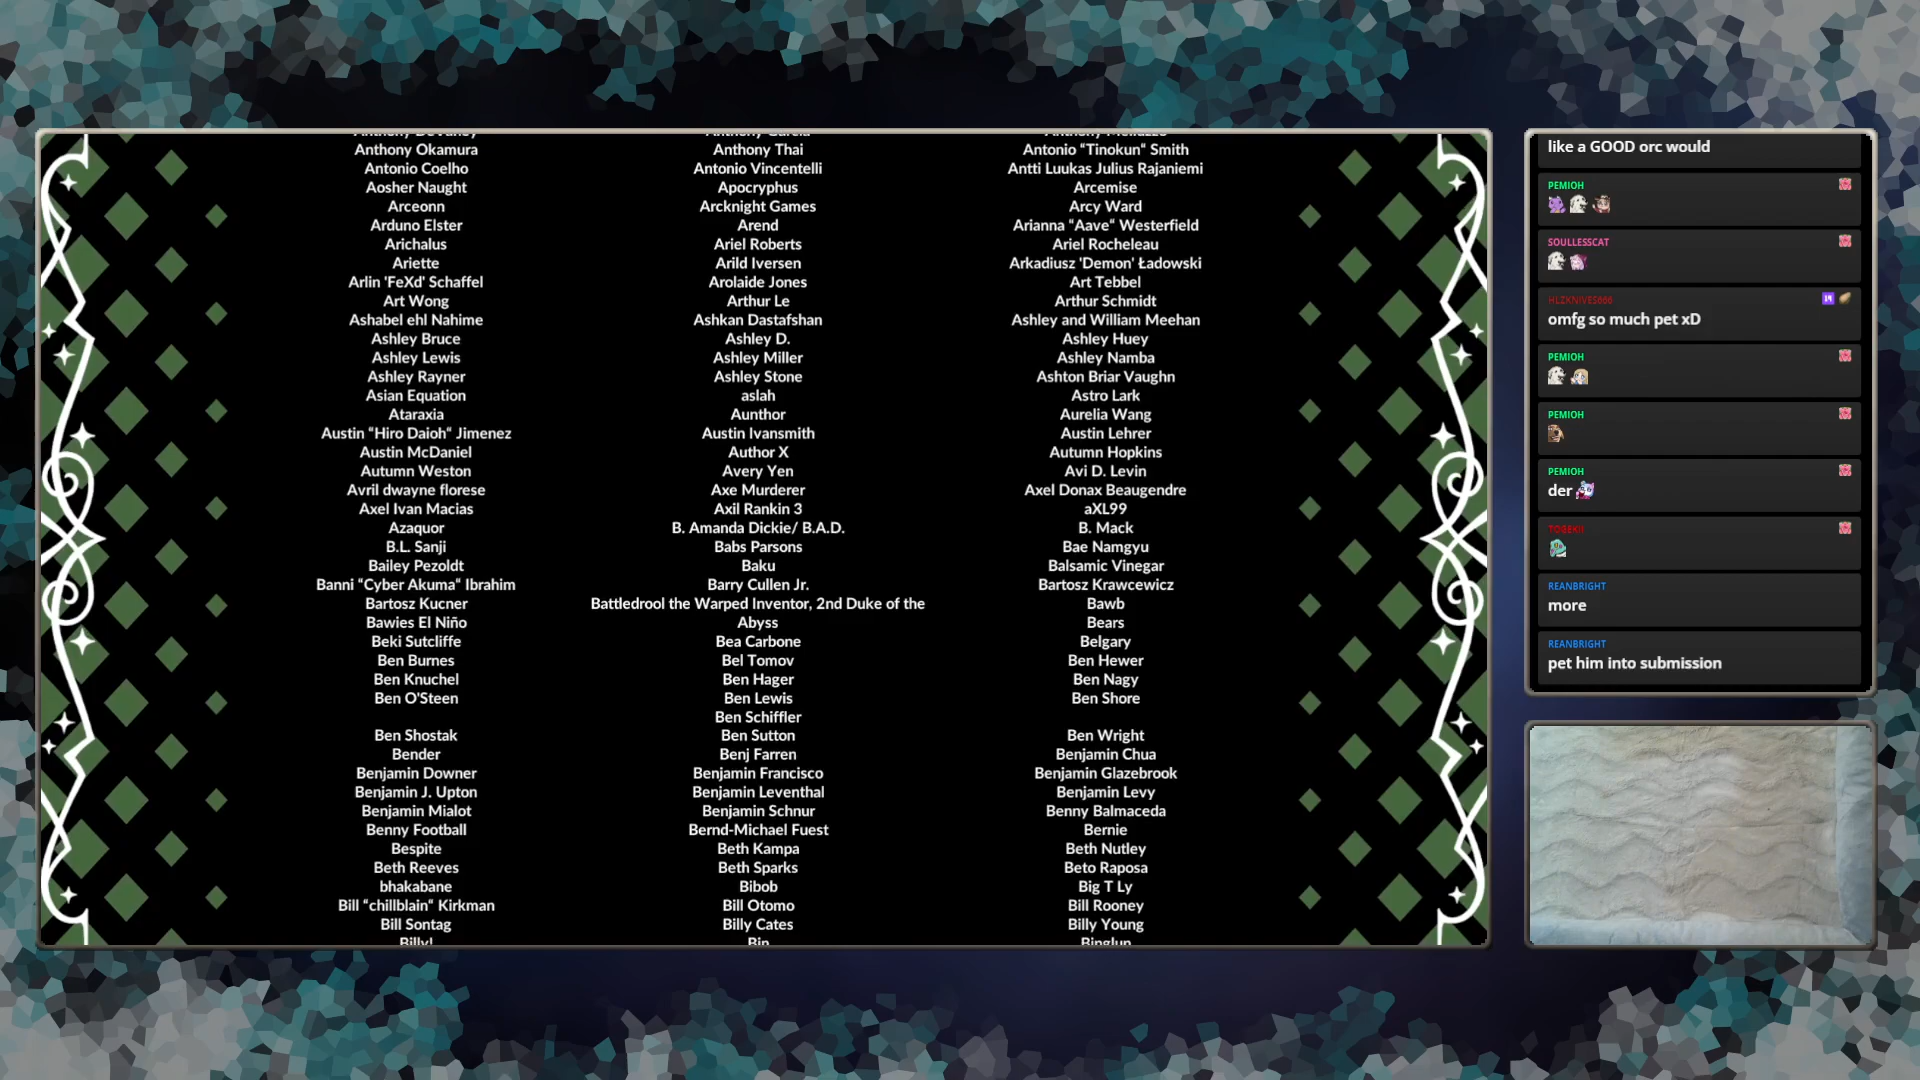 Anthony Okamura
Anthony Thai
Antonio “Tinokun“ Smith
Antonio Coelho
Antonio Vincentelli
Antti Luukas Julius Rajaniemi
Aosher Naught
Apocryphus
Arcemise
Arceonn
Arcknight Games
Arcy Ward
Arduno Elster
Arend
Arianna “Aave“ Westerfield
Arichalus
Ariel Roberts
Ariel Rocheleau
Ariette
Arild Iversen
Arkadiusz 'Demon' Ładowski
Arlin 'FeXd' Schaffel
Arolaide Jones
Art Tebbel
Art Wong
Arthur Le
Arthur Schmidt
Ashabel ehl Nahime
Ashkan Dastafshan
Ashley and William Meehan
Ashley Bruce
Ashley D.
Ashley Huey
Ashley Lewis
Ashley Miller
Ashley Namba
Ashley Rayner
Ashley Stone
Ashton Briar Vaughn
Asian Equation
aslah
Astro Lark
Ataraxia
Aunthor
Aurelia Wang
Austin “Hiro Daioh“ Jimenez
Austin Ivansmith
Austin Lehrer
Austin McDaniel
Author X
Autumn Hopkins
Autumn Weston
Avery Yen
Avi D. Levin
Avril dwayne florese
Axe Murderer
Axel Donax Beaugendre
Axel Ivan Macias
Axil Rankin 3
aXL99
Azaquor
B. Amanda Dickie/ B.A.D.
B. Mack
B.L. Sanji
Babs Parsons
Bae Namgyu
Bailey Pezoldt
Baku
Balsamic Vinegar
Banni “Cyber Akuma“ Ibrahim
Barry Cullen Jr.
Bartosz Krawcewicz
Bartosz Kucner
Battledrool the Warped Inventor, 2nd Duke of the
Bawb
Bawies El Niño
Abyss
Bears
Beki Sutcliffe
Bea Carbone
Belgary
Ben Burnes
Bel Tomov
Ben Hewer
Ben Knuchel
Ben Hager
Ben Nagy
Ben O'Steen
Ben Lewis
Ben Shore
Ben Schiffler
Ben Shostak
Ben Sutton
Ben Wright
Bender
Benj Farren
Benjamin Chua
Benjamin Downer
Benjamin Francisco
Benjamin Glazebrook
Benjamin J. Upton
Benjamin Leventhal
Benjamin Levy
Benjamin Mialot
Benjamin Schnur
Benny Balmaceda
Benny Football
Bernd-Michael Fuest
Bernie
Bespite
Beth Kampa
Beth Nutley
Beth Reeves
Beth Sparks
Beto Raposa
bhakabane
Bibob
Big T Ly
Bill “chillblain“ Kirkman
Bill Otomo
Bill Rooney
Bill Sontag
Billy Cates
Billy Young
Billy!
like a GOOD orc would
PEMIOH
SOULLESSCAT
HLZKNIVES666
omfg so much pet xD
PEMIOH
PEMIOH
PEMIOH
der
REANBRIGHT
more
REANBRIGHT
pet him into submission